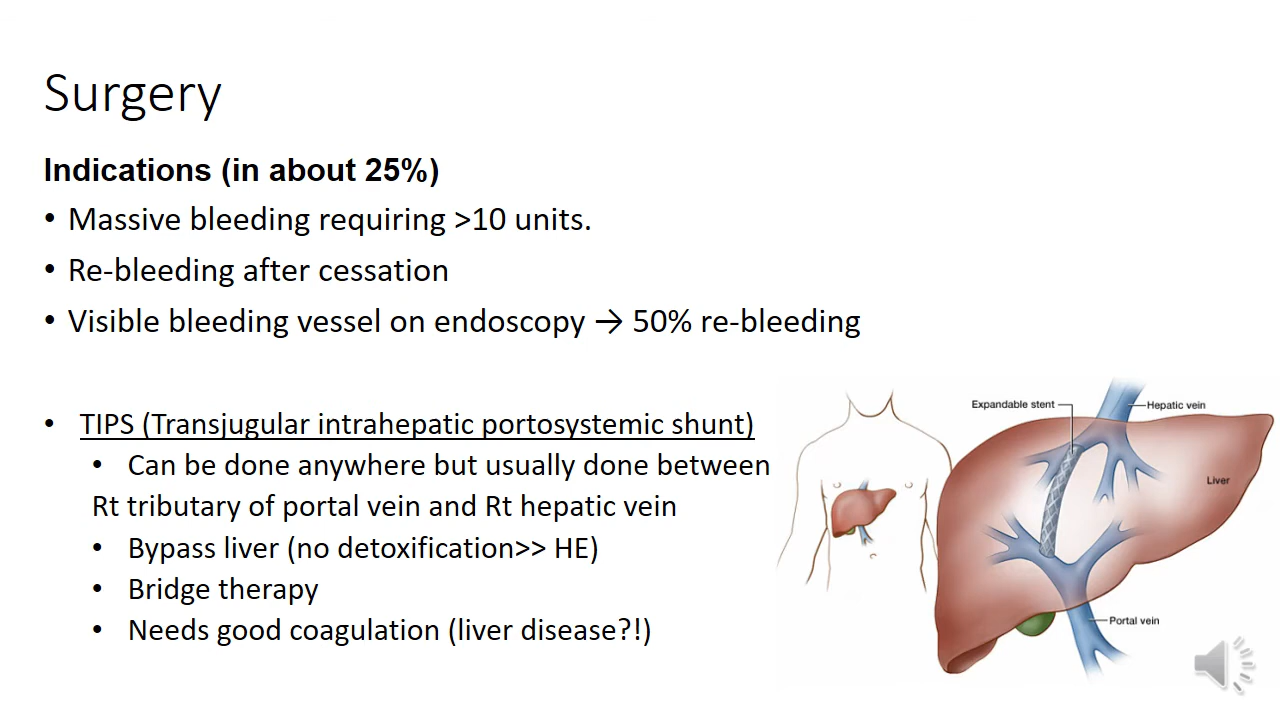 Surgery
Indications (in about 25%)
• Massive bleeding requiring >10 units.
• Re-bleeding after cessation
• Visible bleeding vessel on endoscopy → 50% re-bleeding
• TIPS (Transjugular intrahepatic portosystemic shunt)
• Can be done anywhere but usually done between
Rt tributary of portal vein and Rt hepatic vein
• Bypass liver (no detoxification>> HE)
• Bridge therapy
• Needs good coagulation (liver disease?!)
Expandable stent
Hepatic vein
Liver
Portal vein